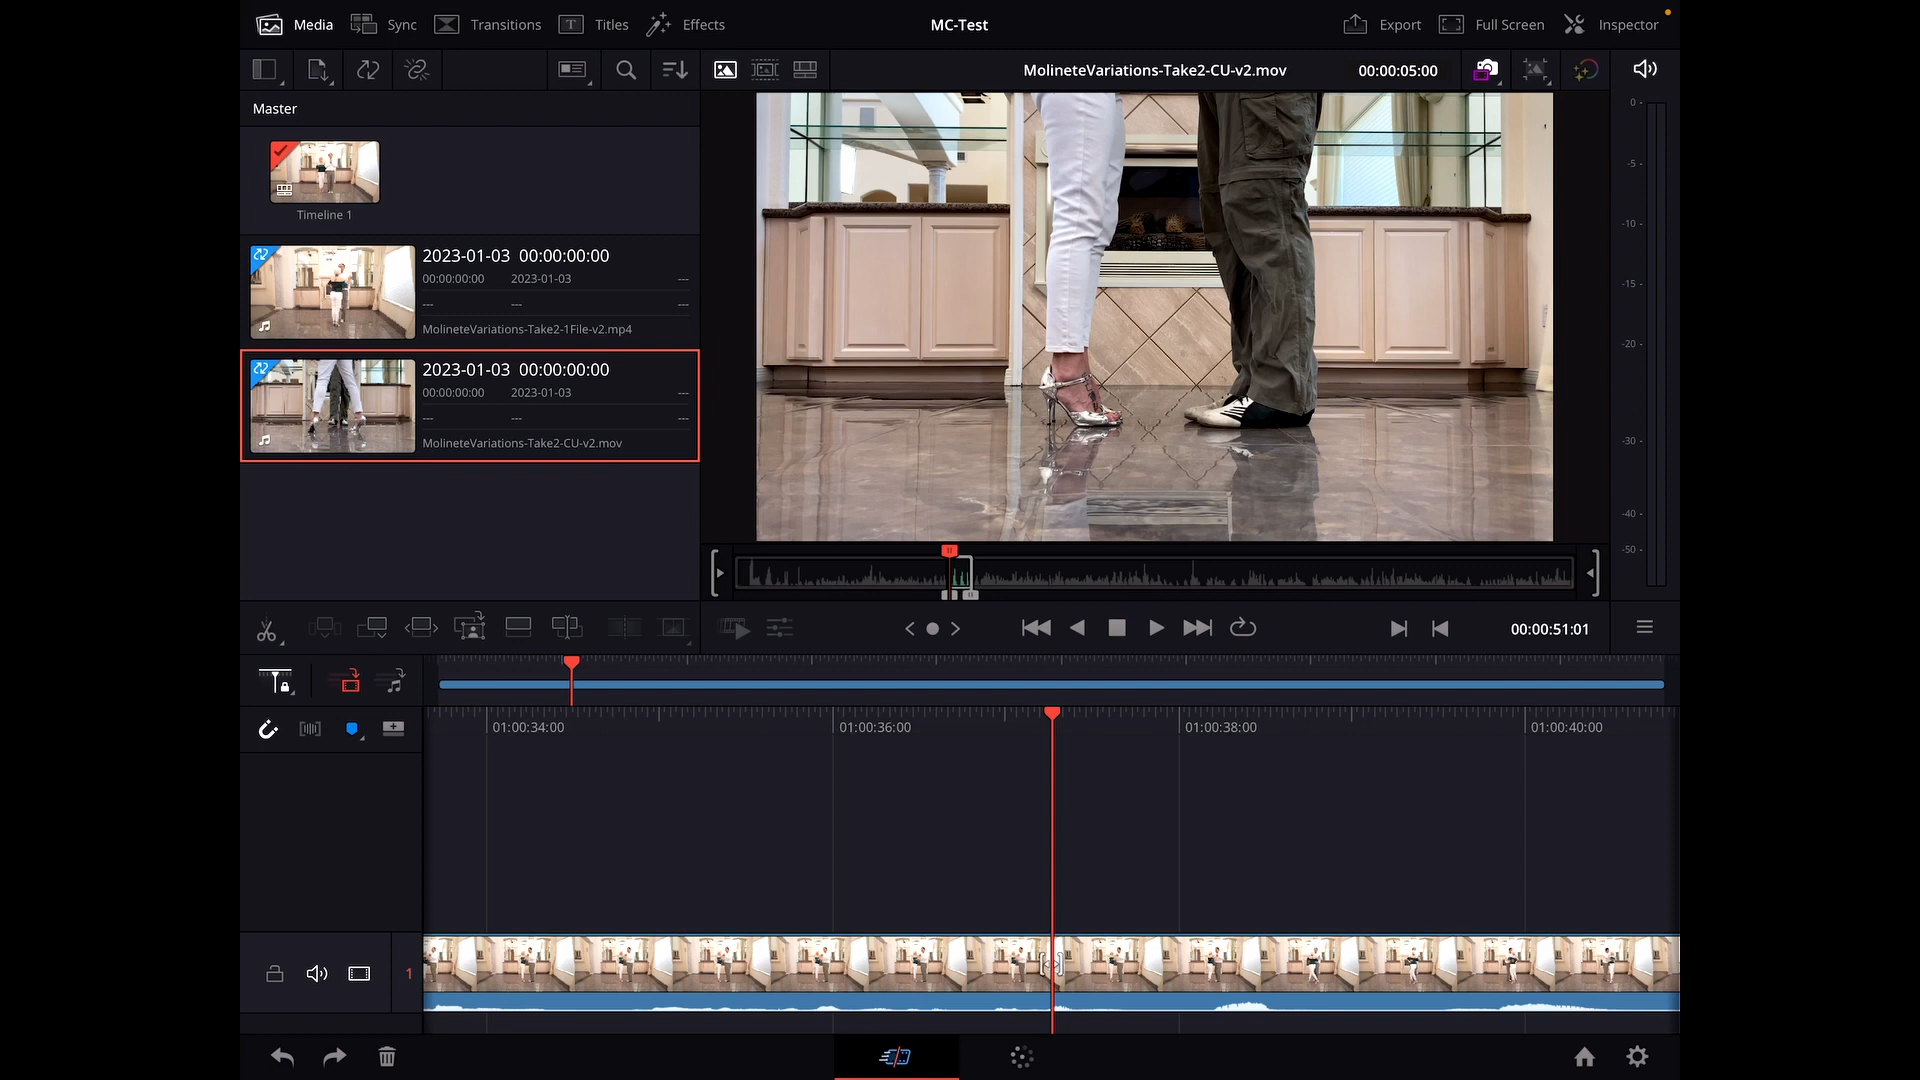 Media
Sync
Transitions
Titles
Effects
MC-Test
Export
Full Screen
Inspector
MolineteVariations-Take2-CU-v2.mov
00:00:05:00
Master
Timeline 1
2023-01-03 00:00:00:00
00:00:00:00 2023-01-03 ---
--- --- ---
MolineteVariations-Take2-1File-v2.mp4
2023-01-03 00:00:00:00
00:00:00:00 2023-01-03 ---
--- --- ---
MolineteVariations-Take2-CU-v2.mov
0 -
-5 -
-10 -
-15 -
-20 -
-30 -
-40 -
-50 -
00:00:51:01
01:00:34:00
01:00:36:00
01:00:38:00
01:00:40:00
1